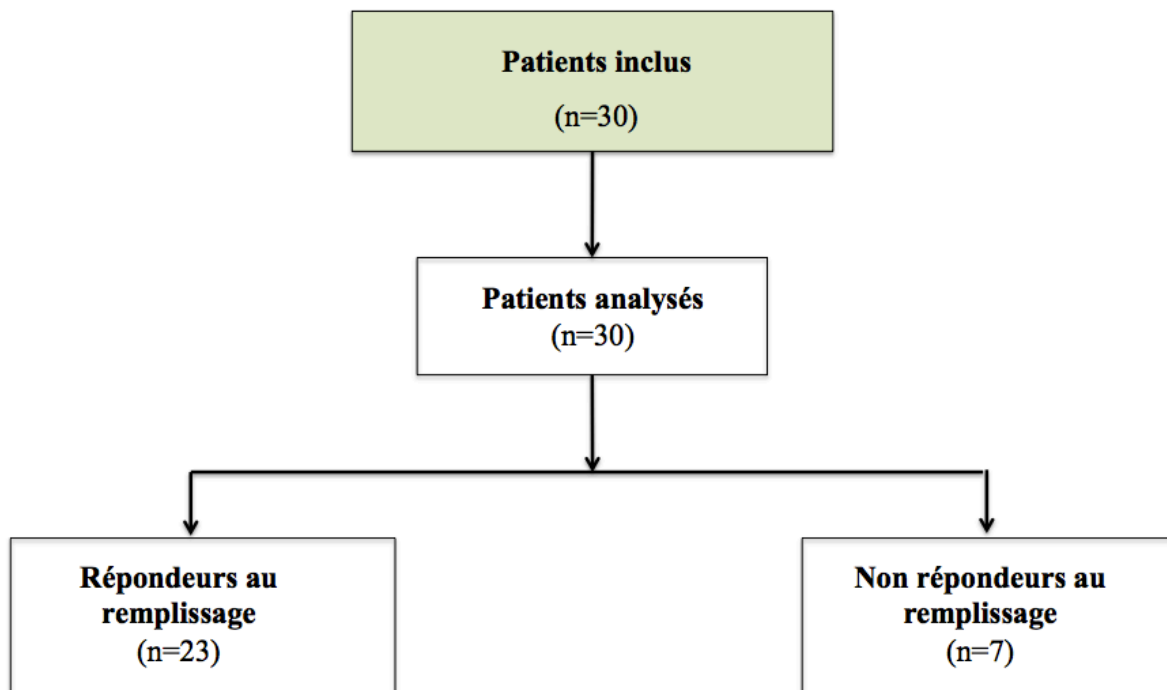 Patients inclus
(n=30)
Patients analysés
(n=30)
Répondeurs au
remplissage
(n=23)
Non répondeurs au
remplissage
(n=7)